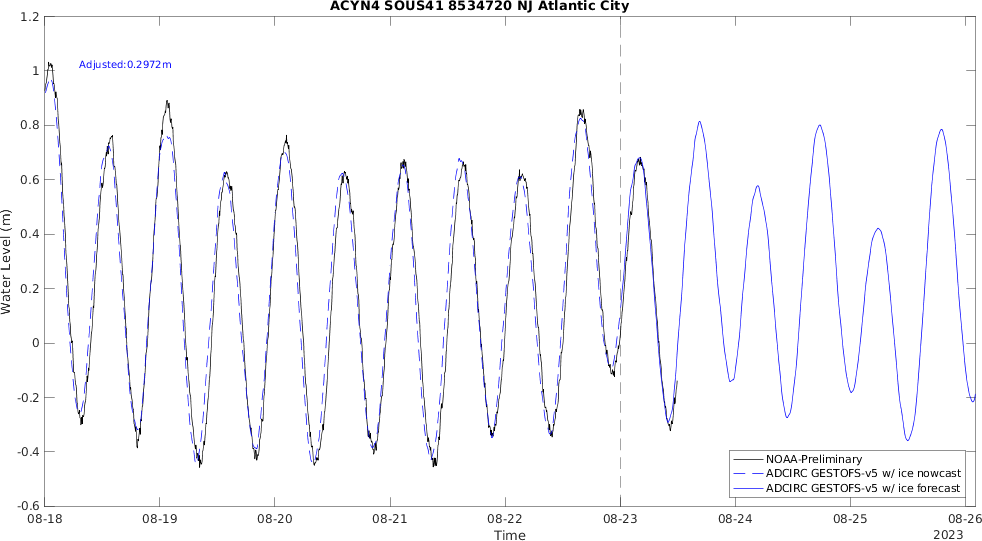 ACYN4 SOUS41 8534720 NJ Atlantic City
Adjusted:0.2972m
1.2
1
0.8
0.6
0.4
0.2
0
-0.2
-0.4
-0.6
Water Level (m)
NOAA-Preliminary
ADCIRC GESTOFS-v5 w/ ice nowcast
ADCIRC GESTOFS-v5 w/ ice forecast
08-18 08-19 08-20 08-21 08-22 08-23 08-24 08-25 08-26
Time
2023